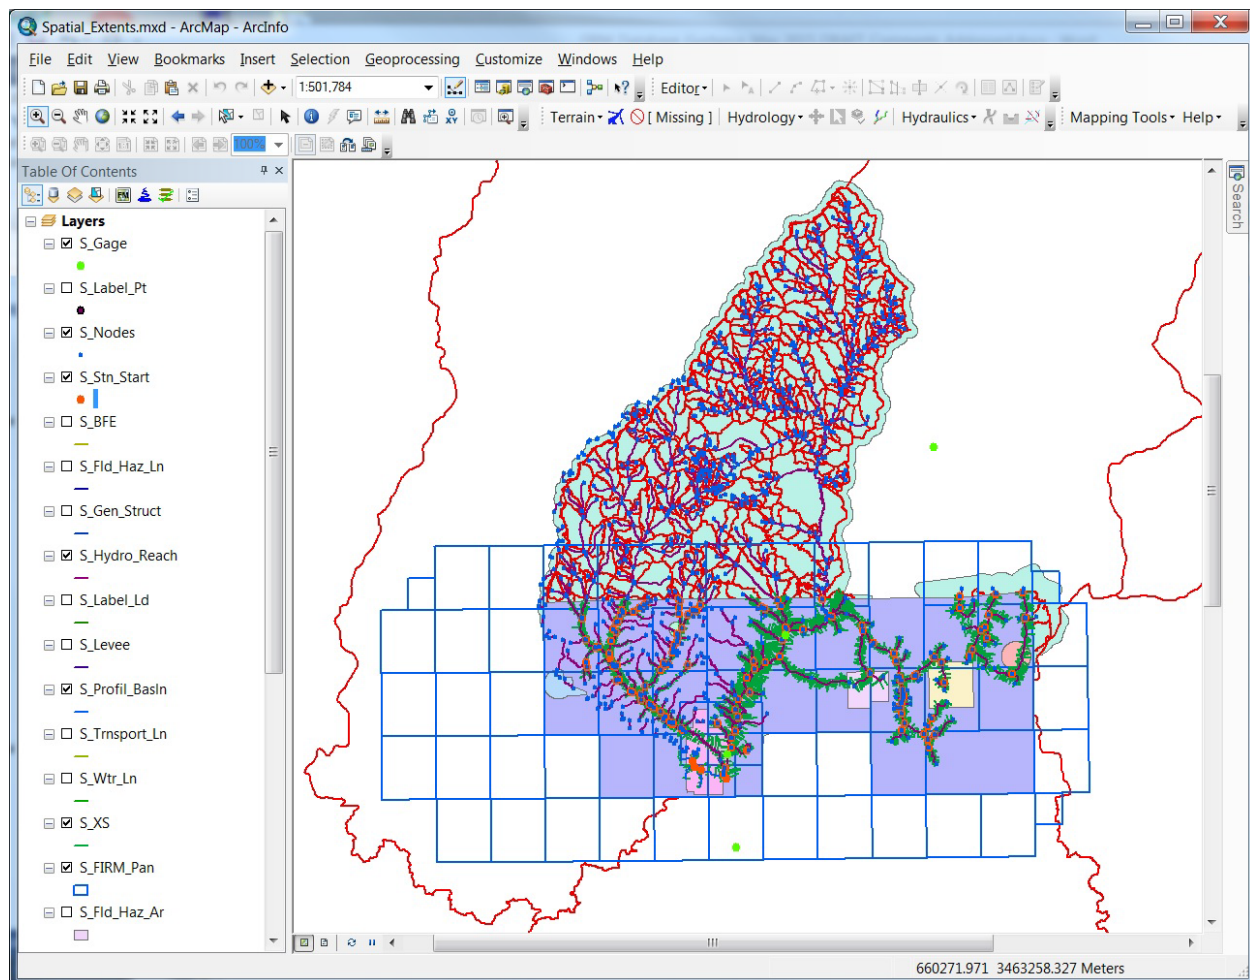 Spatial_Extents.mxd - ArcMap - ArcInfo
File Edit View Bookmarks Insert Selection Geoprocessing Customize Windows Help
1:501,784 Editor
Terrain [ Missing ] Hydrology Hydraulics Mapping Tools Help
100%
Table Of Contents
Layers
S_Gage
S_Label_Pt
S_Nodes
S_Stn_Start
S_BFE
S_Fld_Haz_Ln
S_Gen_Struct
S_Hydro_Reach
S_Label_Ld
S_Levee
S_Profil_Basln
S_Trnsport_Ln
S_Wtr_Ln
S_XS
S_FIRM_Pan
S_Fld_Haz_Ar
Search
660271.971 3463258.327 Meters